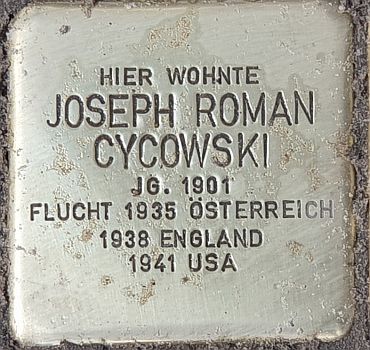 HIER WOHNTE
JOSEPH ROMAN
CYCOWSKI
JG. 1901
FLUCHT 1935 ÖSTERREICH
1938 ENGLAND
1941 USA